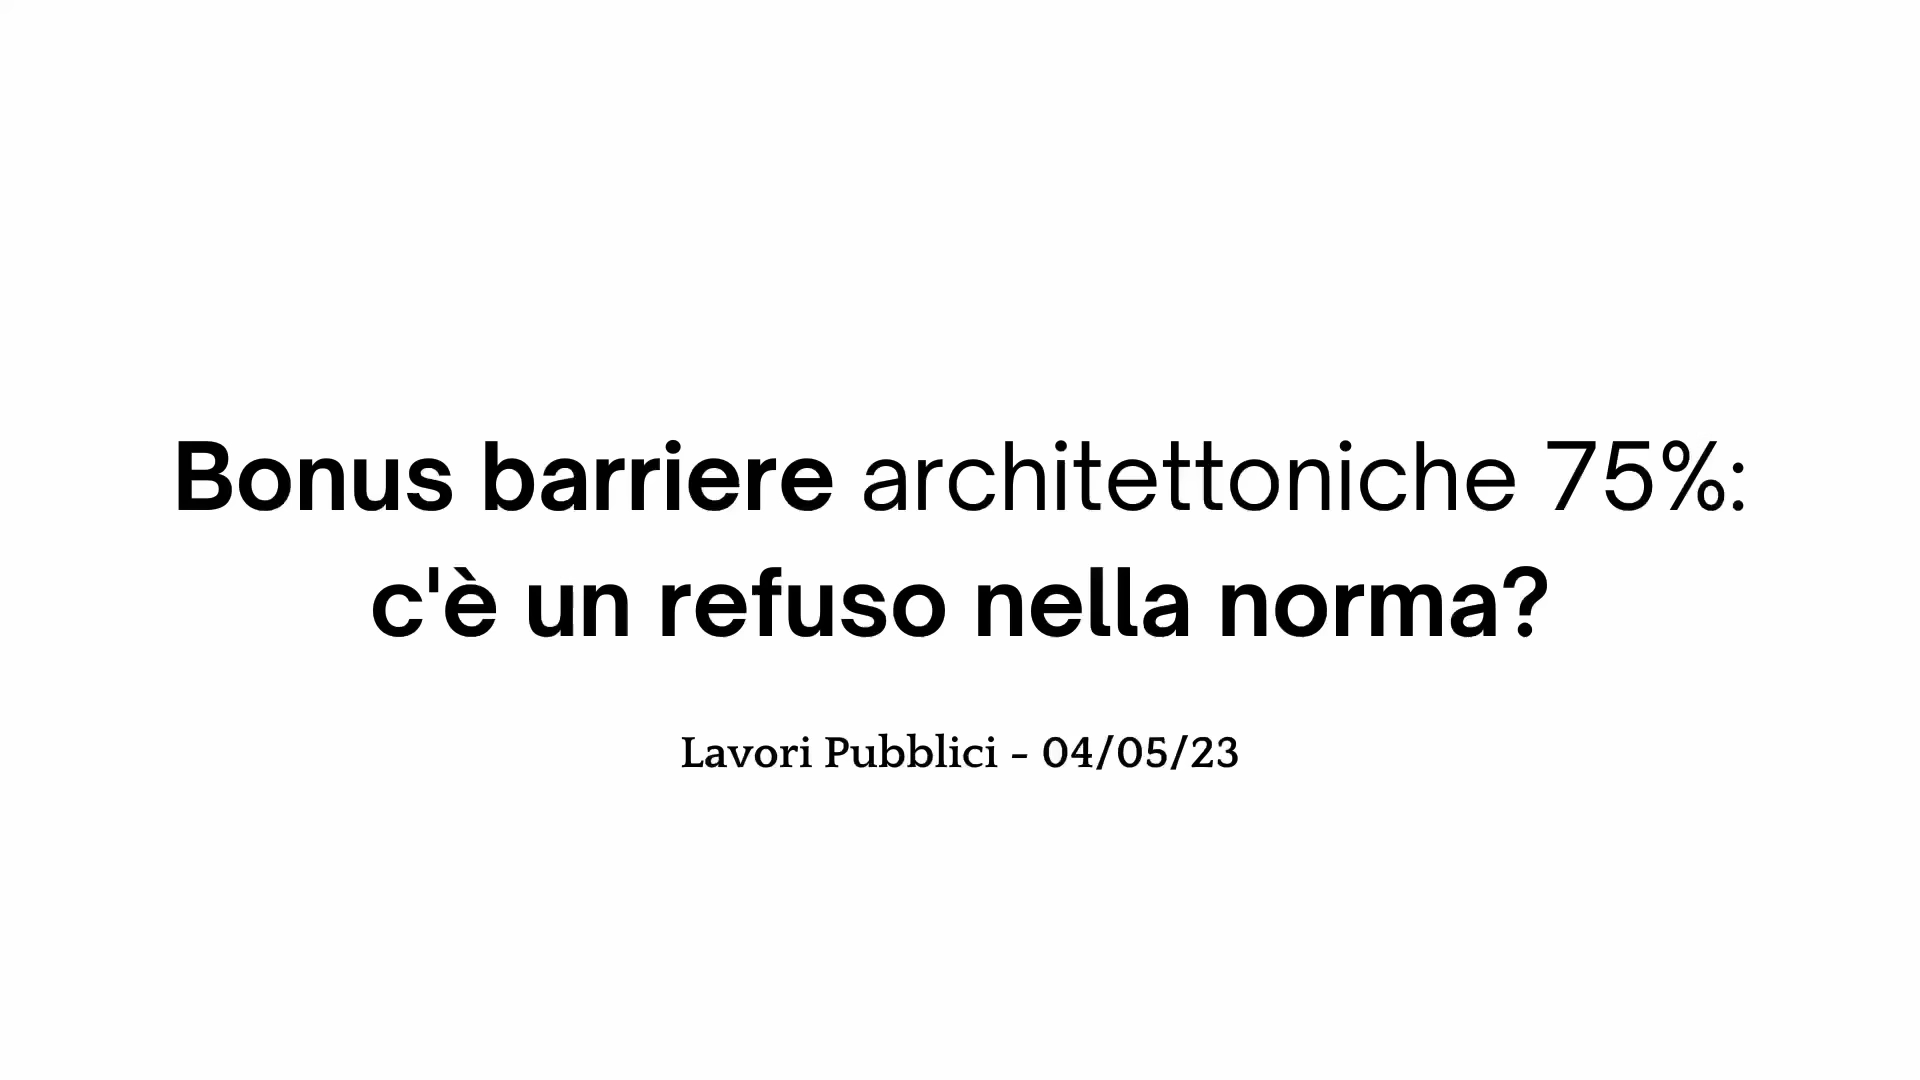 Bonus barriere architettoniche 75%:
c'è un refuso nella norma?
Lavori Pubblici - 04/05/23